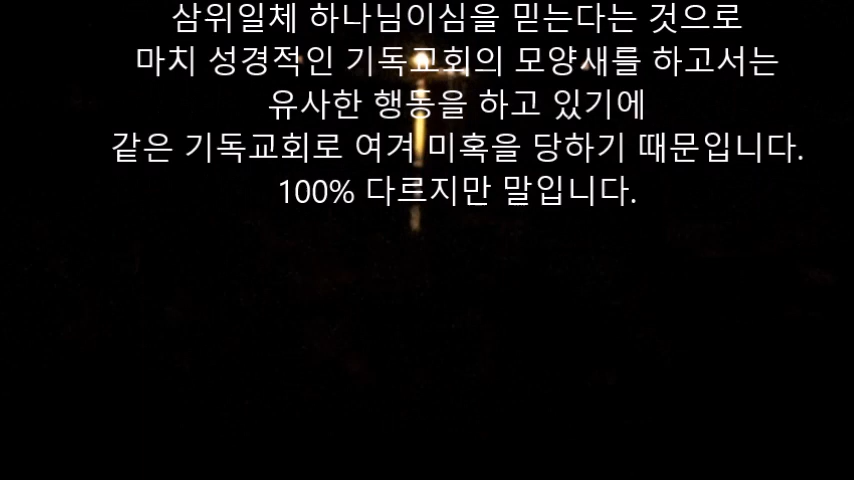 삼위일체 하나님이심을 믿는다는 것으로
마치 성경적인 기독교회의 모양새를 하고서는
유사한 행동을 하고 있기에
같은 기독교회로 여겨 미혹을 당하기 때문입니다.
100% 다르지만 말입니다.